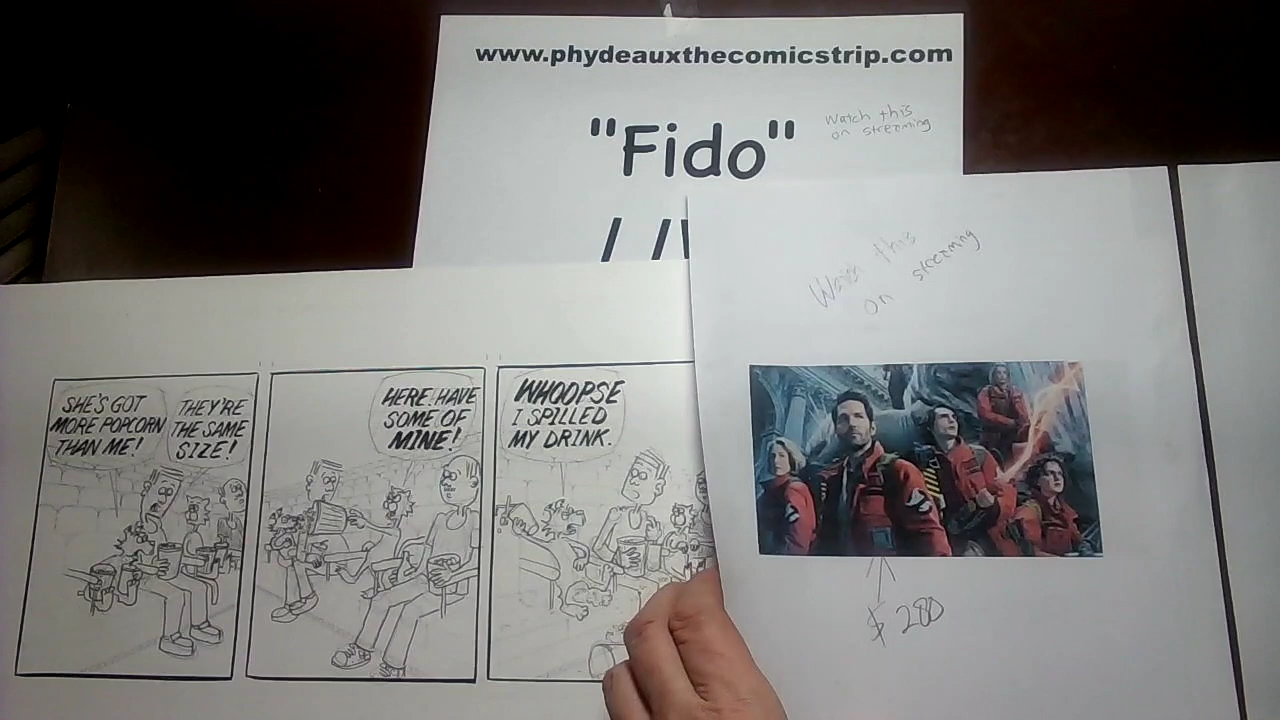 www.phydeauxthecomicstrip.com
"Fido"
Watch this
on streaming
Watch this
on streaming
SHE'S GOT
MORE POPCORN
THAN ME!
THEY'RE
THE SAME
SIZE!
HERE HAVE
SOME OF
MINE!
WHOOPSE
I SPILLED
MY DRINK.
$280